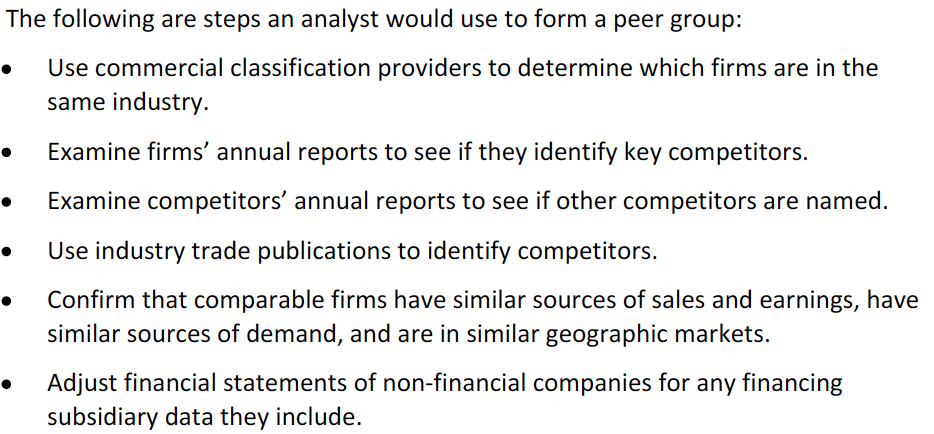 The following are steps an analyst would use to form a peer group:
• Use commercial classification providers to determine which firms are in the
same industry.
• Examine firms’ annual reports to see if they identify key competitors.
• Examine competitors’ annual reports to see if other competitors are named.
• Use industry trade publications to identify competitors.
• Confirm that comparable firms have similar sources of sales and earnings, have
similar sources of demand, and are in similar geographic markets.
• Adjust financial statements of non-financial companies for any financing
subsidiary data they include.